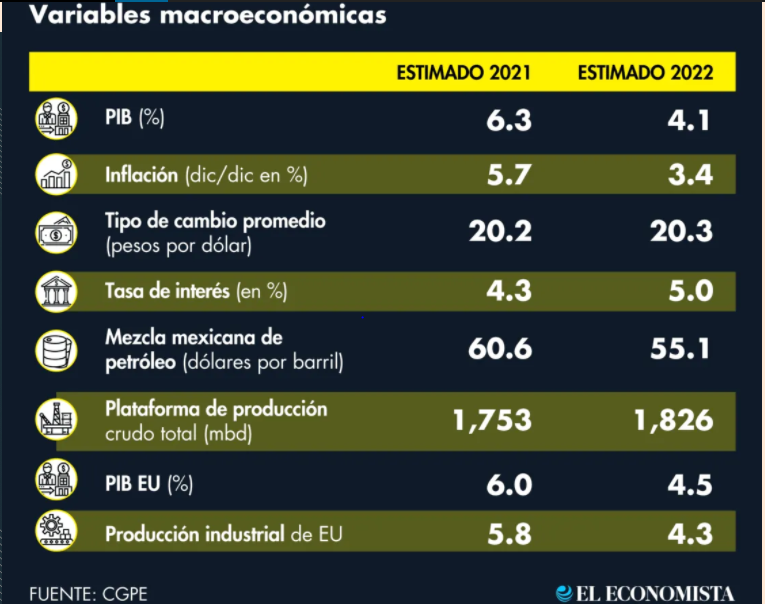 Variables macroeconómicas
ESTIMADO 2021 ESTIMADO 2022
PIB (%) 6.3 4.1
Inflación (dic/dic en %) 5.7 3.4
Tipo de cambio promedio
(pesos por dólar) 20.2 20.3
Tasa de interés (en %) 4.3 5.0
Mezcla mexicana de
petróleo (dólares por barril) 60.6 55.1
Plataforma de producción
crudo total (mbd) 1,753 1,826
PIB EU (%) 6.0 4.5
Producción industrial de EU 5.8 4.3
FUENTE: CGPE EL ECONOMISTA